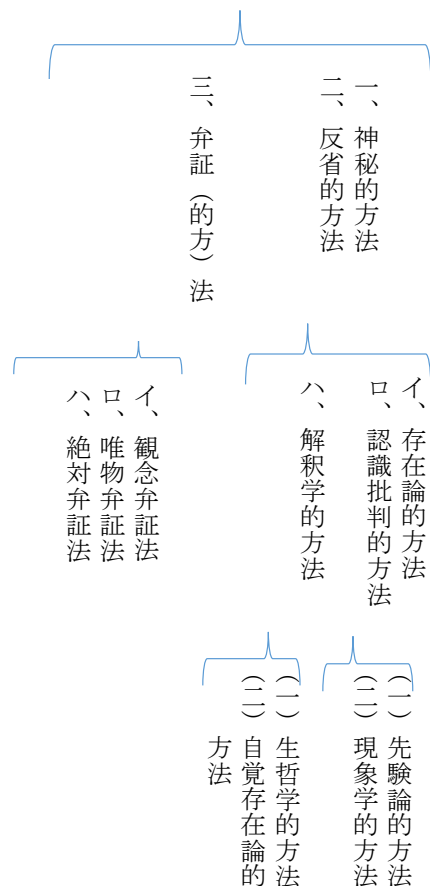 一、神秘的方法
二、反省的方法
三、弁証（的方）法
イ、存在論的方法
ロ、認識批判的方法
ハ、解釈学的方法
イ、観念弁証法
ロ、唯物弁証法
ハ、絶対弁証法
（一）先験論的方法
（二）現象学的方法
（一）生哲学的方法
（二）自覚存在論的
方法